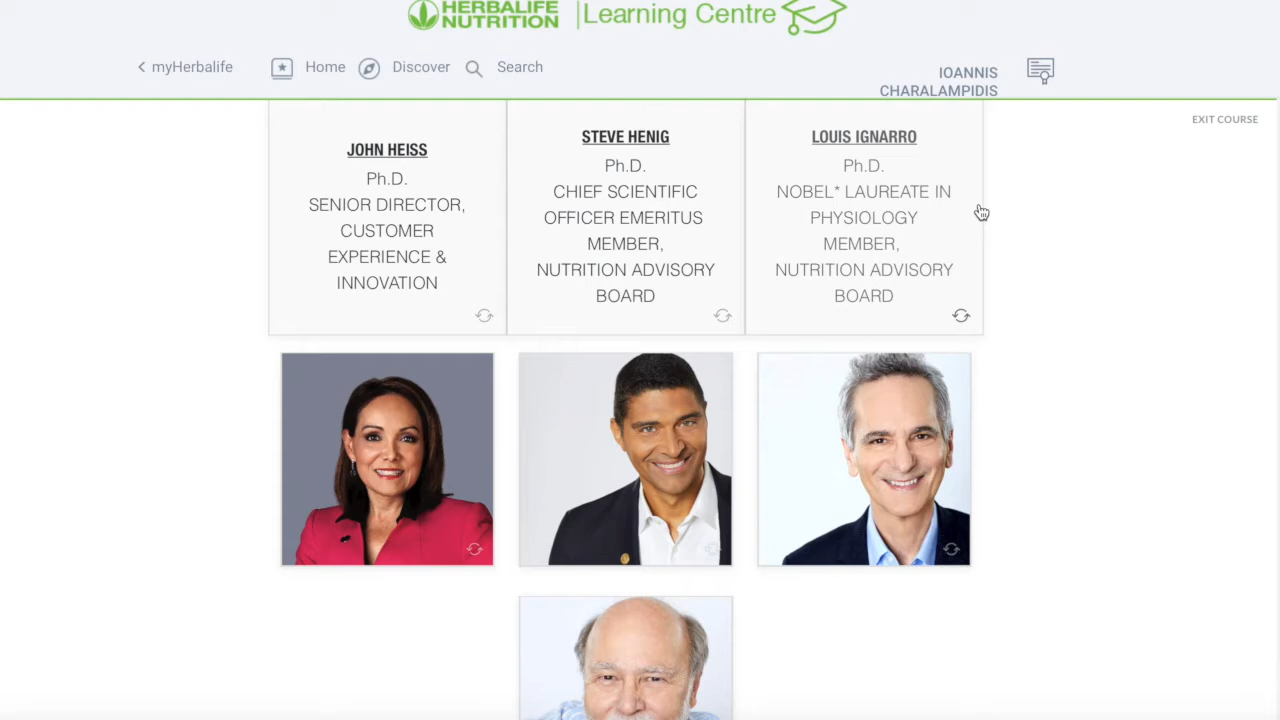 HERBALIFE
NUTRITION
Learning Centre
myHerbalife
Home
Discover
Search
IOANNIS
CHARALAMPIDIS
EXIT COURSE
JOHN HEISS
Ph.D.
SENIOR DIRECTOR,
CUSTOMER
EXPERIENCE &
INNOVATION
STEVE HENIG
Ph.D.
CHIEF SCIENTIFIC
OFFICER EMERITUS
MEMBER,
NUTRITION ADVISORY
BOARD
LOUIS IGNARRO
Ph.D.
NOBEL* LAUREATE IN
PHYSIOLOGY
MEMBER,
NUTRITION ADVISORY
BOARD